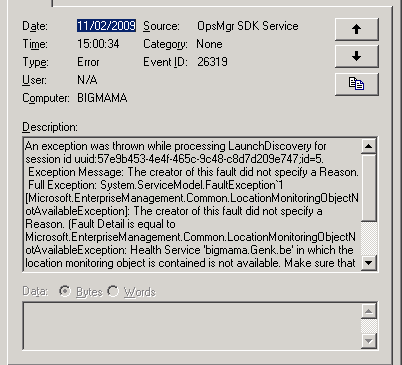 Date: 11/02/2009 Source: OpsMgr SDK Service
Time: 15:00:34 Category: None
Type: Error Event ID: 26319
User: N/A
Computer: BIGMAMA
Description:
An exception was thrown while processing LaunchDiscovery for
session id uuid:57e9b453-4e4f-465c-9c48-c8d7d209e747;id=5.
Exception Message: The creator of this fault did not specify a Reason.
Full Exception: System.ServiceModel.FaultException`1
[Microsoft.EnterpriseManagement.Common.LocationMonitoringObjectN
otAvailableException]: The creator of this fault did not specify a
Reason. (Fault Detail is equal to
Microsoft.EnterpriseManagement.Common.LocationMonitoringObjectN
otAvailableException: Health Service 'bigmama.Genk.be' in which the
location monitoring object is contained is not available. Make sure that
Data: Bytes Words